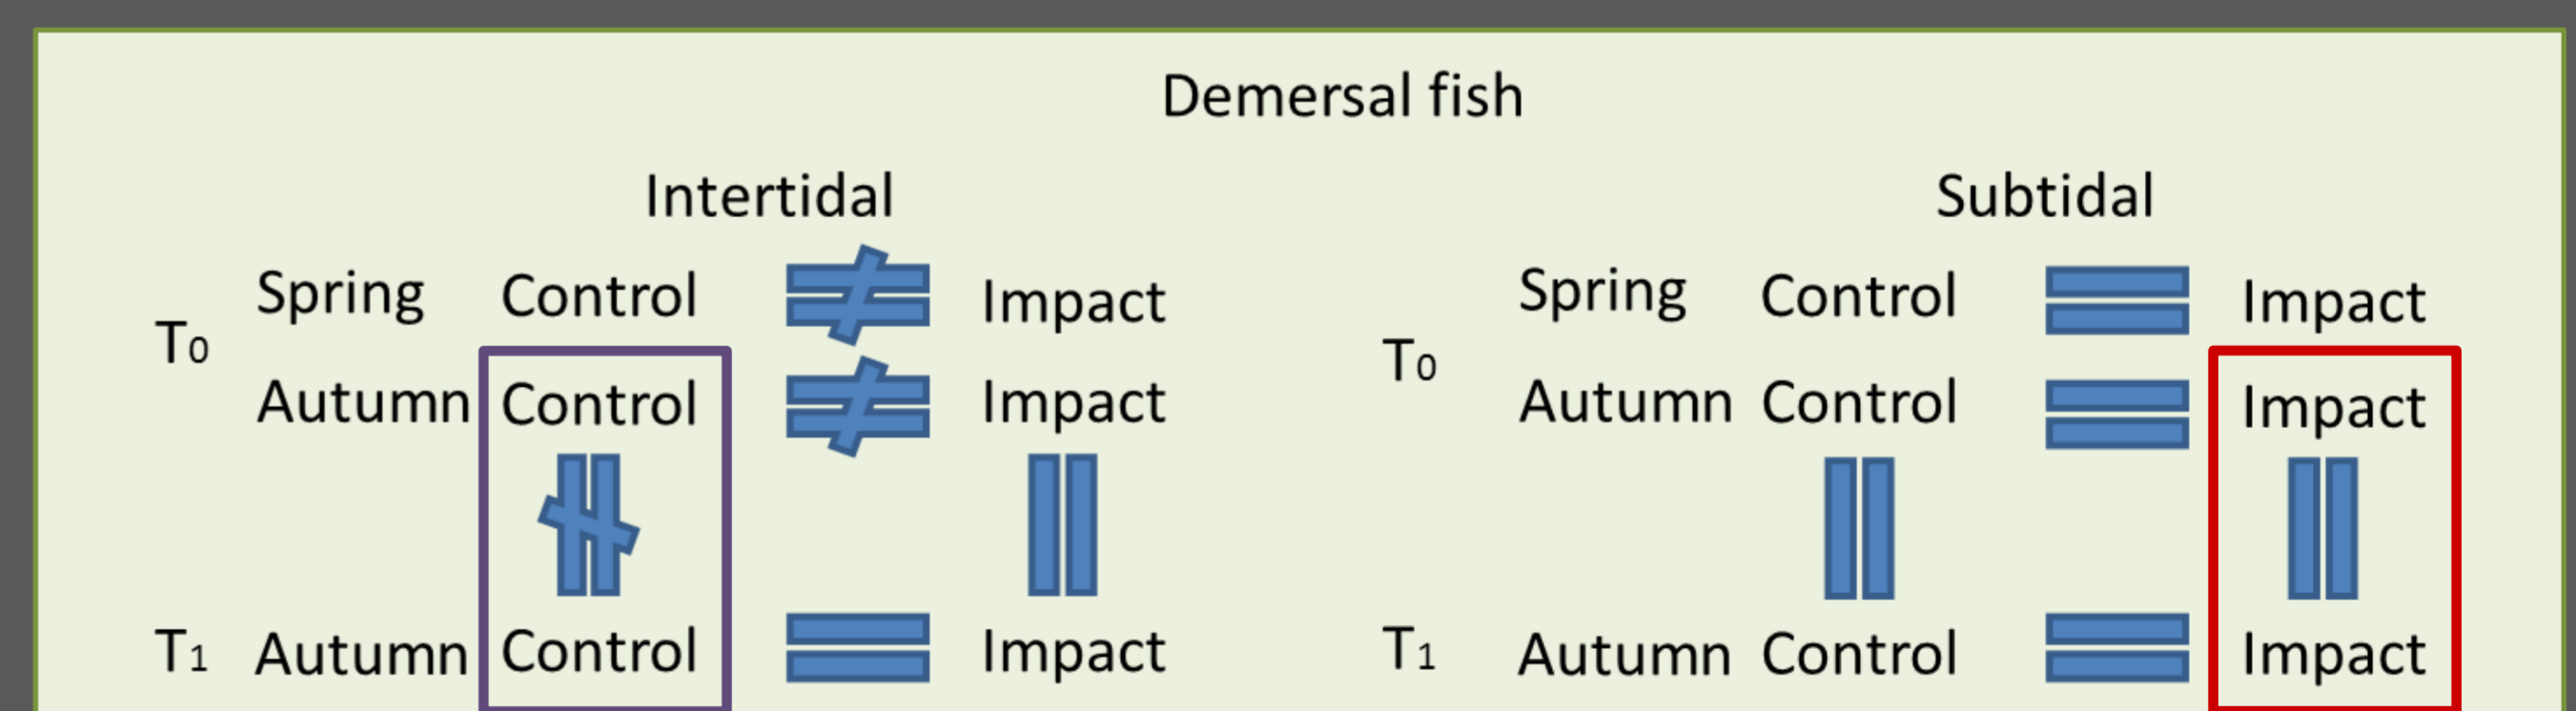 Demersal fish
Intertidal
Spring Control Impact
T0
Autumn Control Impact
T1 Autumn Control Impact
Subtidal
Spring Control Impact
T0
Autumn Control Impact
T1 Autumn Control Impact